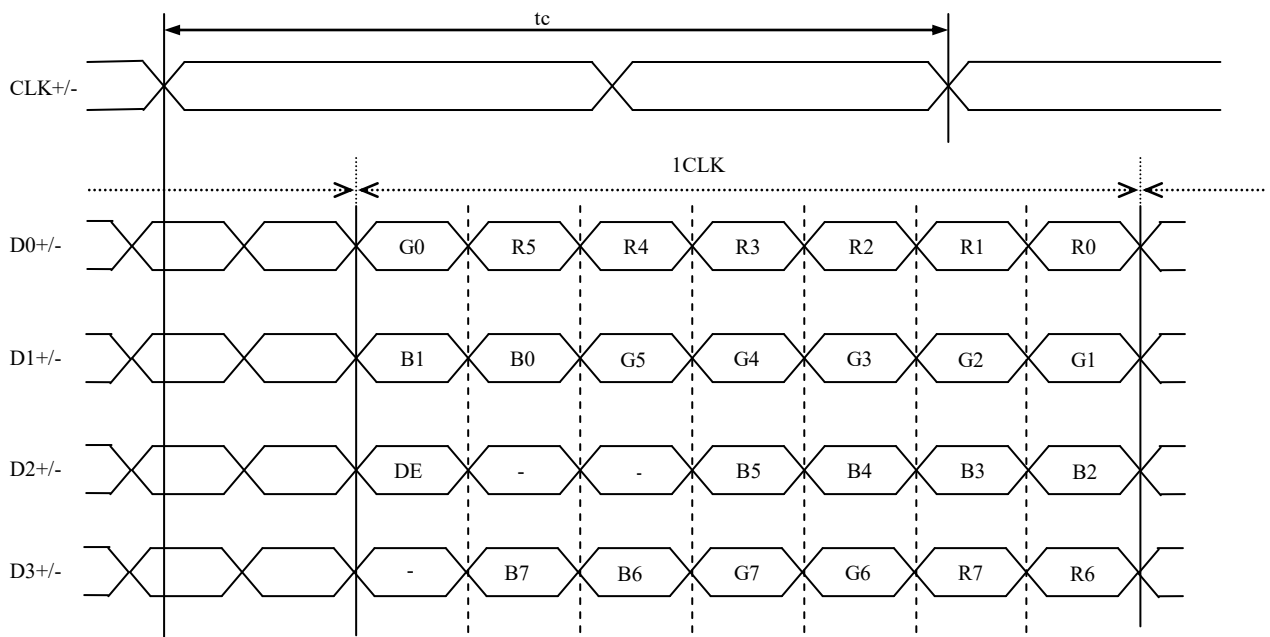 tc
CLK+/-
1CLK
D0+/- G0 R5 R4 R3 R2 R1 R0
D1+/- B1 B0 G5 G4 G3 G2 G1
D2+/- DE - - B5 B4 B3 B2
D3+/- - B7 B6 G7 G6 R7 R6